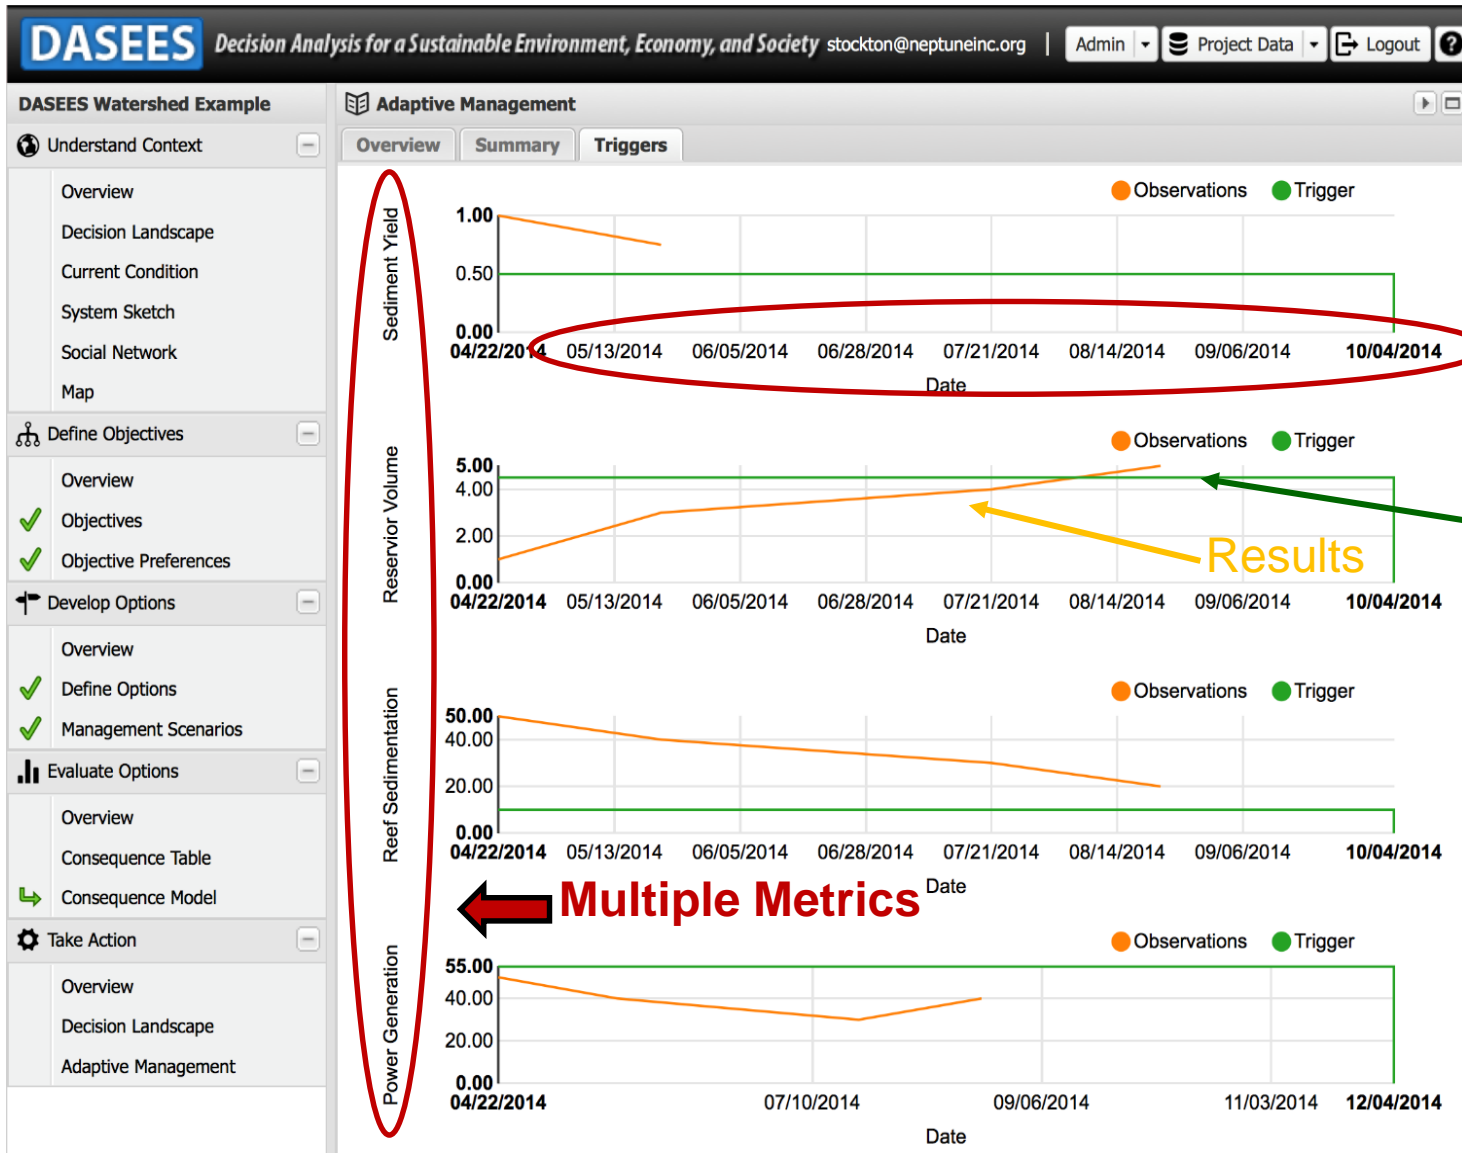 DASEES Decision Analysis for a Sustainable Environment, Economy, and Society stockton@neptuneinc.org | Admin Project Data Logout ?
DASEES Watershed Example
Understand Context
Overview
Decision Landscape
Current Condition
System Sketch
Social Network
Map
Define Objectives
Overview
Objectives
Objective Preferences
Develop Options
Overview
Define Options
Management Scenarios
Evaluate Options
Overview
Consequence Table
Consequence Model
Take Action
Overview
Decision Landscape
Adaptive Management
Adaptive Management
Overview Summary Triggers
Observations Trigger
Sediment Yield
1.00
0.50
0.00
04/22/2014 05/13/2014 06/05/2014 06/28/2014 07/21/2014 08/14/2014 09/06/2014 10/04/2014
Date
Observations Trigger
Reservior Volume
5.00
4.00
2.00
0.00
Results
04/22/2014 05/13/2014 06/05/2014 06/28/2014 07/21/2014 08/14/2014 09/06/2014 10/04/2014
Date
Observations Trigger
Reef Sedimentation
50.00
40.00
20.00
0.00
04/22/2014 05/13/2014 06/05/2014 06/28/2014 07/21/2014 08/14/2014 09/06/2014 10/04/2014
Date
Multiple Metrics
Observations Trigger
Power Generation
55.00
40.00
20.00
0.00
04/22/2014 07/10/2014 09/06/2014 11/03/2014 12/04/2014
Date